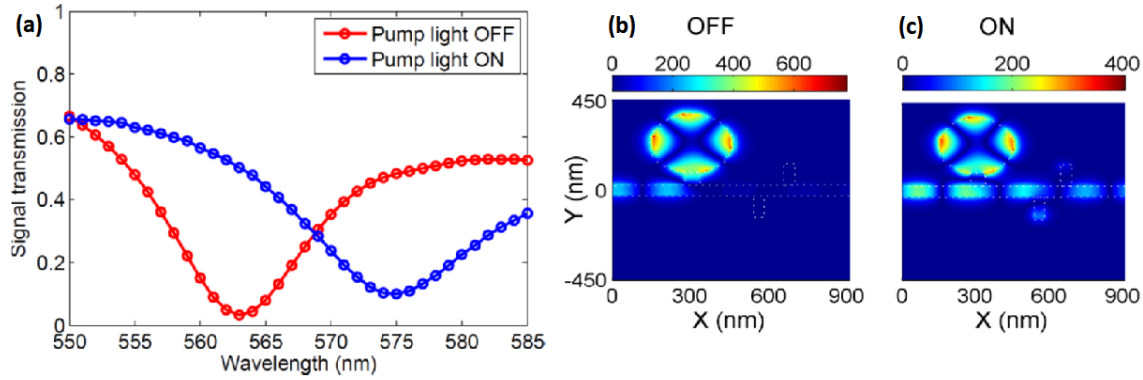 (a)
1
0.8
0.6
0.4
0.2
0
Signal transmission
Pump light OFF
Pump light ON
550 555 560 565 570 575 580 585
Wavelength (nm)
(b)
OFF
0 200 400 600
450
0
-450
Y (nm)
0 300 600 900
X (nm)
(c)
ON
0 200 400
0 300 600 900
X (nm)